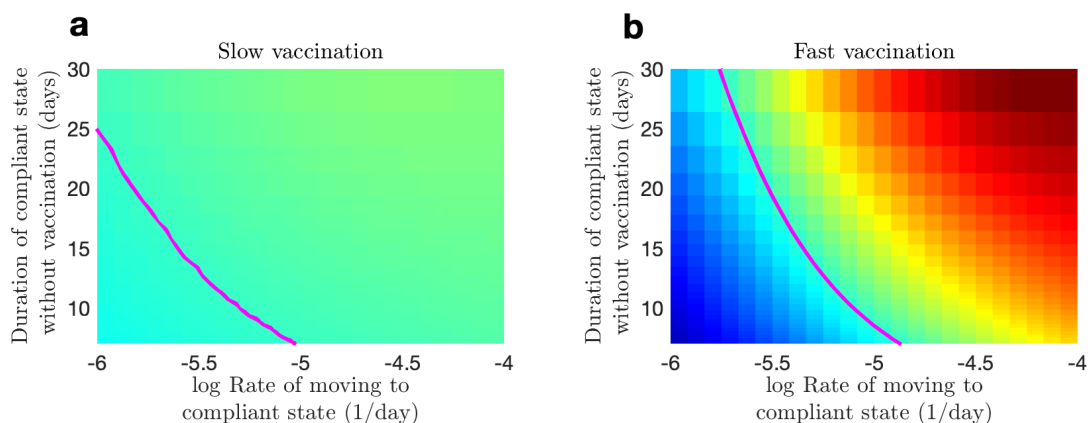 a
Slow vaccination
Duration of compliant state
without vaccination (days)
30
25
20
15
10
-6
-5.5
-5
-4.5
-4
log Rate of moving to
compliant state (1/day)
b
Fast vaccination
Duration of compliant state
without vaccination (days)
30
25
20
15
10
-6
-5.5
-5
-4.5
-4
log Rate of moving to
compliant state (1/day)